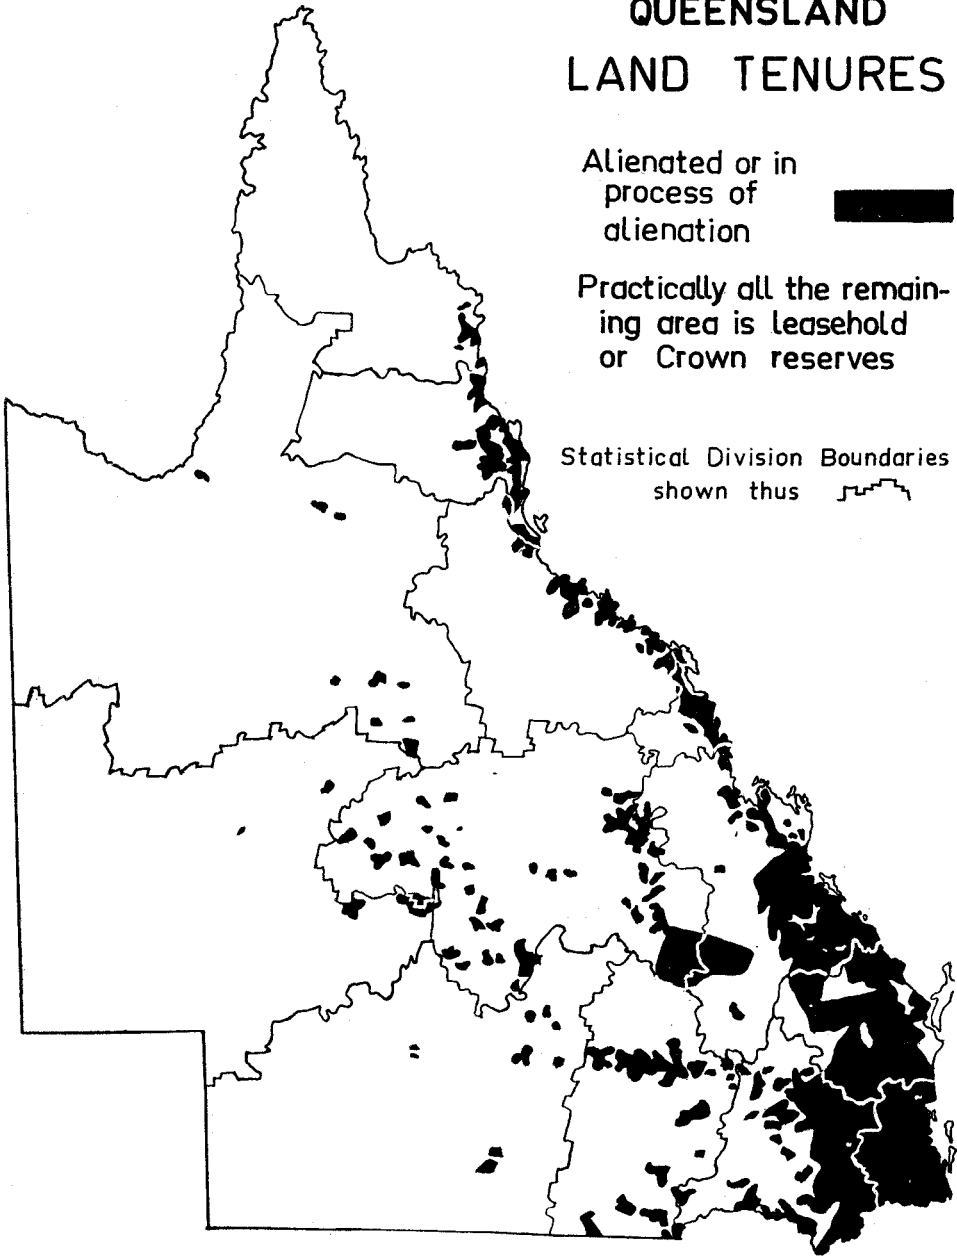 QUEENSLAND
LAND TENURES
Alienated or in
process of
alienation
Practically all the remain-
ing area is leasehold
or Crown reserves
Statistical Division Boundaries
shown thus